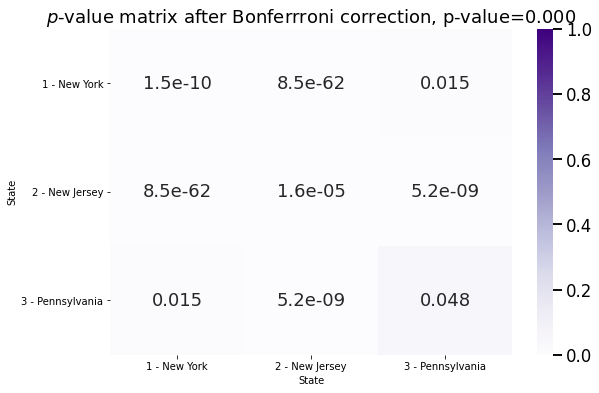 p-value matrix after Bonferrroni correction, p-value=0.000
1 - New York 1.5e-10 8.5e-62 0.015
2 - New Jersey 8.5e-62 1.6e-05 5.2e-09
3 - Pennsylvania 0.015 5.2e-09 0.048
State
1 - New York 2 - New Jersey 3 - Pennsylvania
State
1.0
0.8
0.6
0.4
0.2
0.0